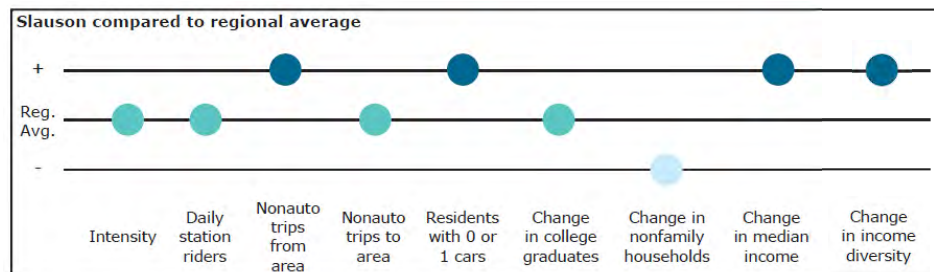 Slauson compared to regional average
+
Reg.
Avg.
-
Intensity
Daily
station
riders
Nonauto
trips
from
area
Nonauto
trips to
area
Residents
with 0 or
1 cars
Change
in college
graduates
Change in
nonfamily
households
Change
in median
income
Change
in income
diversity